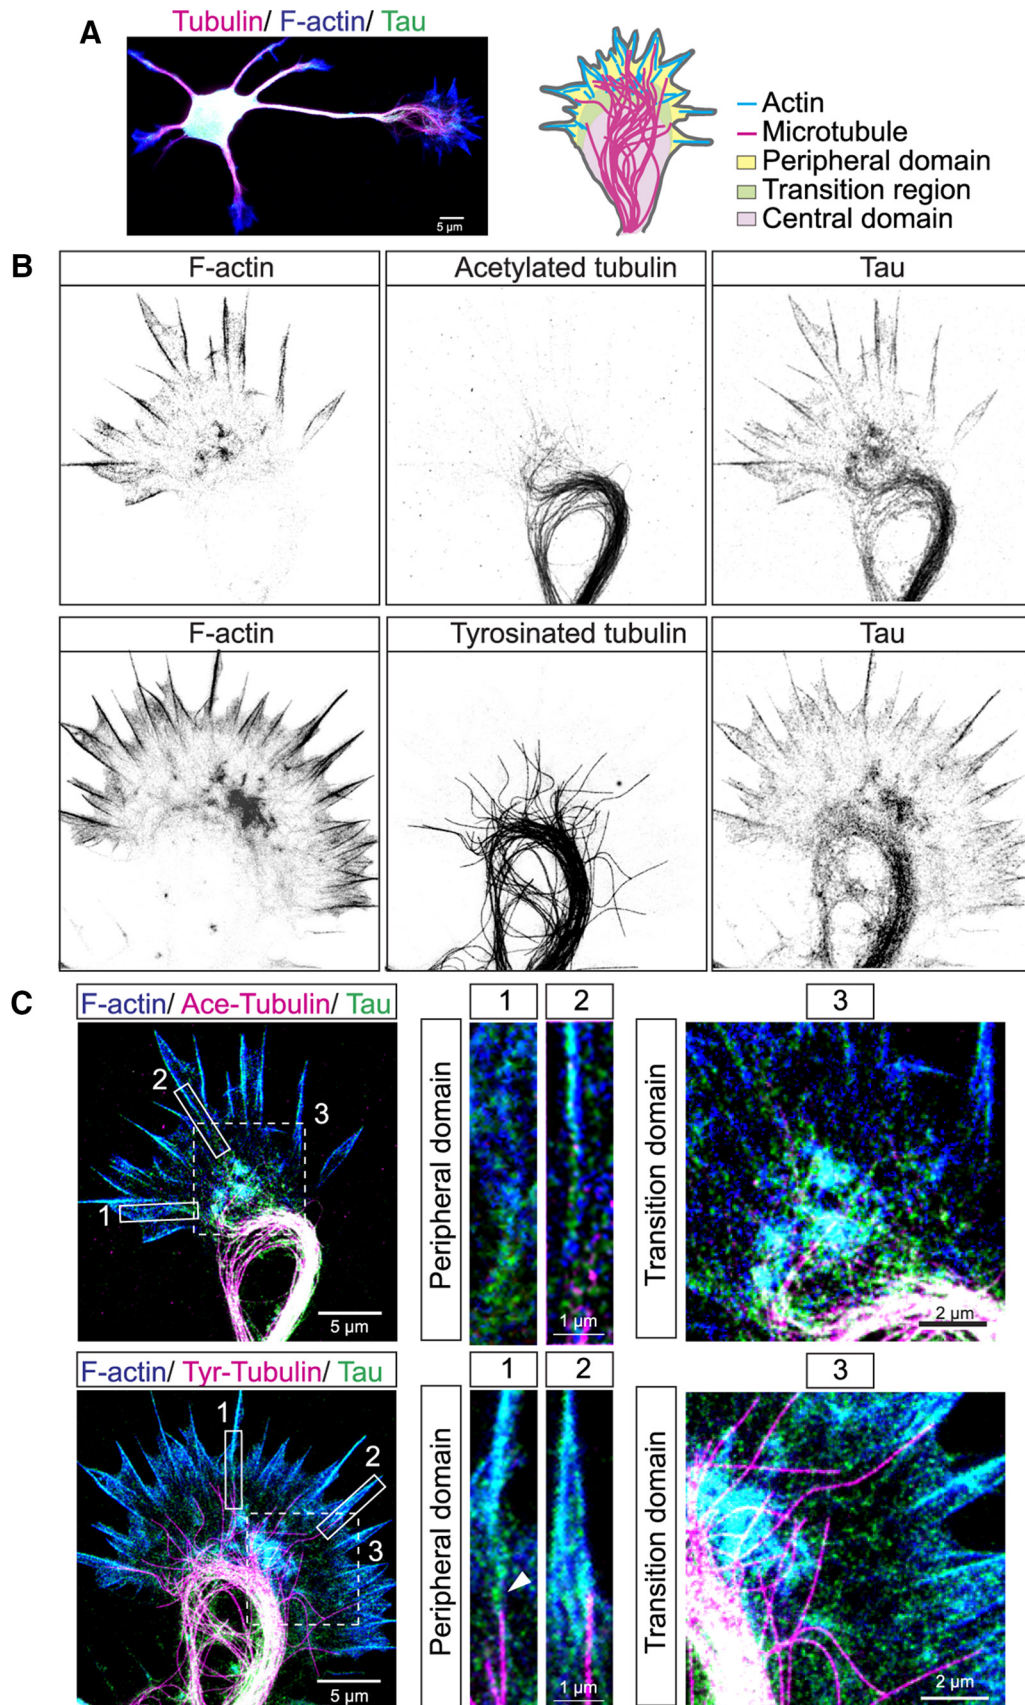 A
Tubulin/ F-actin/ Tau
5 µm
Actin
Microtubule
Peripheral domain
Transition region
Central domain
B
F-actin
Acetylated tubulin
Tau
F-actin
Tyrosinated tubulin
Tau
C
F-actin/ Ace-Tubulin/ Tau
2
3
1
5 µm
Peripheral domain
1
2
1 µm
Transition domain
3
2 µm
F-actin/ Tyr-Tubulin/ Tau
1
2
3
5 µm
Peripheral domain
1
2
1 µm
Transition domain
3
2 µm